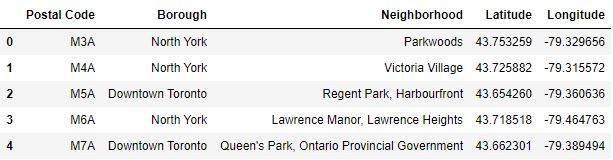 Postal Code Borough Neighborhood Latitude Longitude
0 M3A North York Parkwoods 43.753259 -79.329656
1 M4A North York Victoria Village 43.725882 -79.315572
2 M5A Downtown Toronto Regent Park, Harbourfront 43.654260 -79.360636
3 M6A North York Lawrence Manor, Lawrence Heights 43.718518 -79.464763
4 M7A Downtown Toronto Queen's Park, Ontario Provincial Government 43.662301 -79.389494